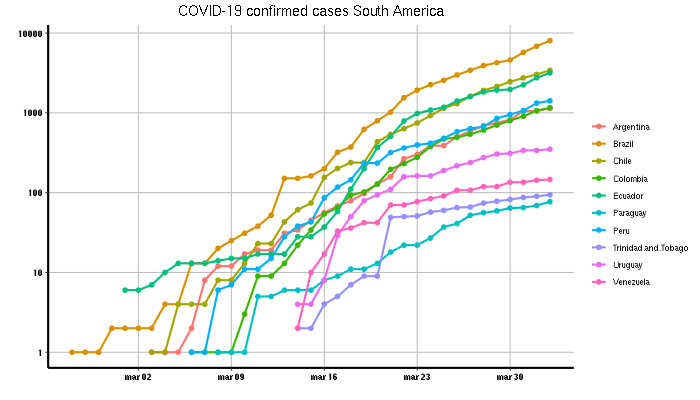 COVID-19 confirmed cases South America
10000
1000
100
10
1
mar 02
mar 09
mar 16
mar 23
mar 30
Argentina
Brazil
Chile
Colombia
Ecuador
Paraguay
Peru
Trinidad.and.Tobago
Uruguay
Venezuela